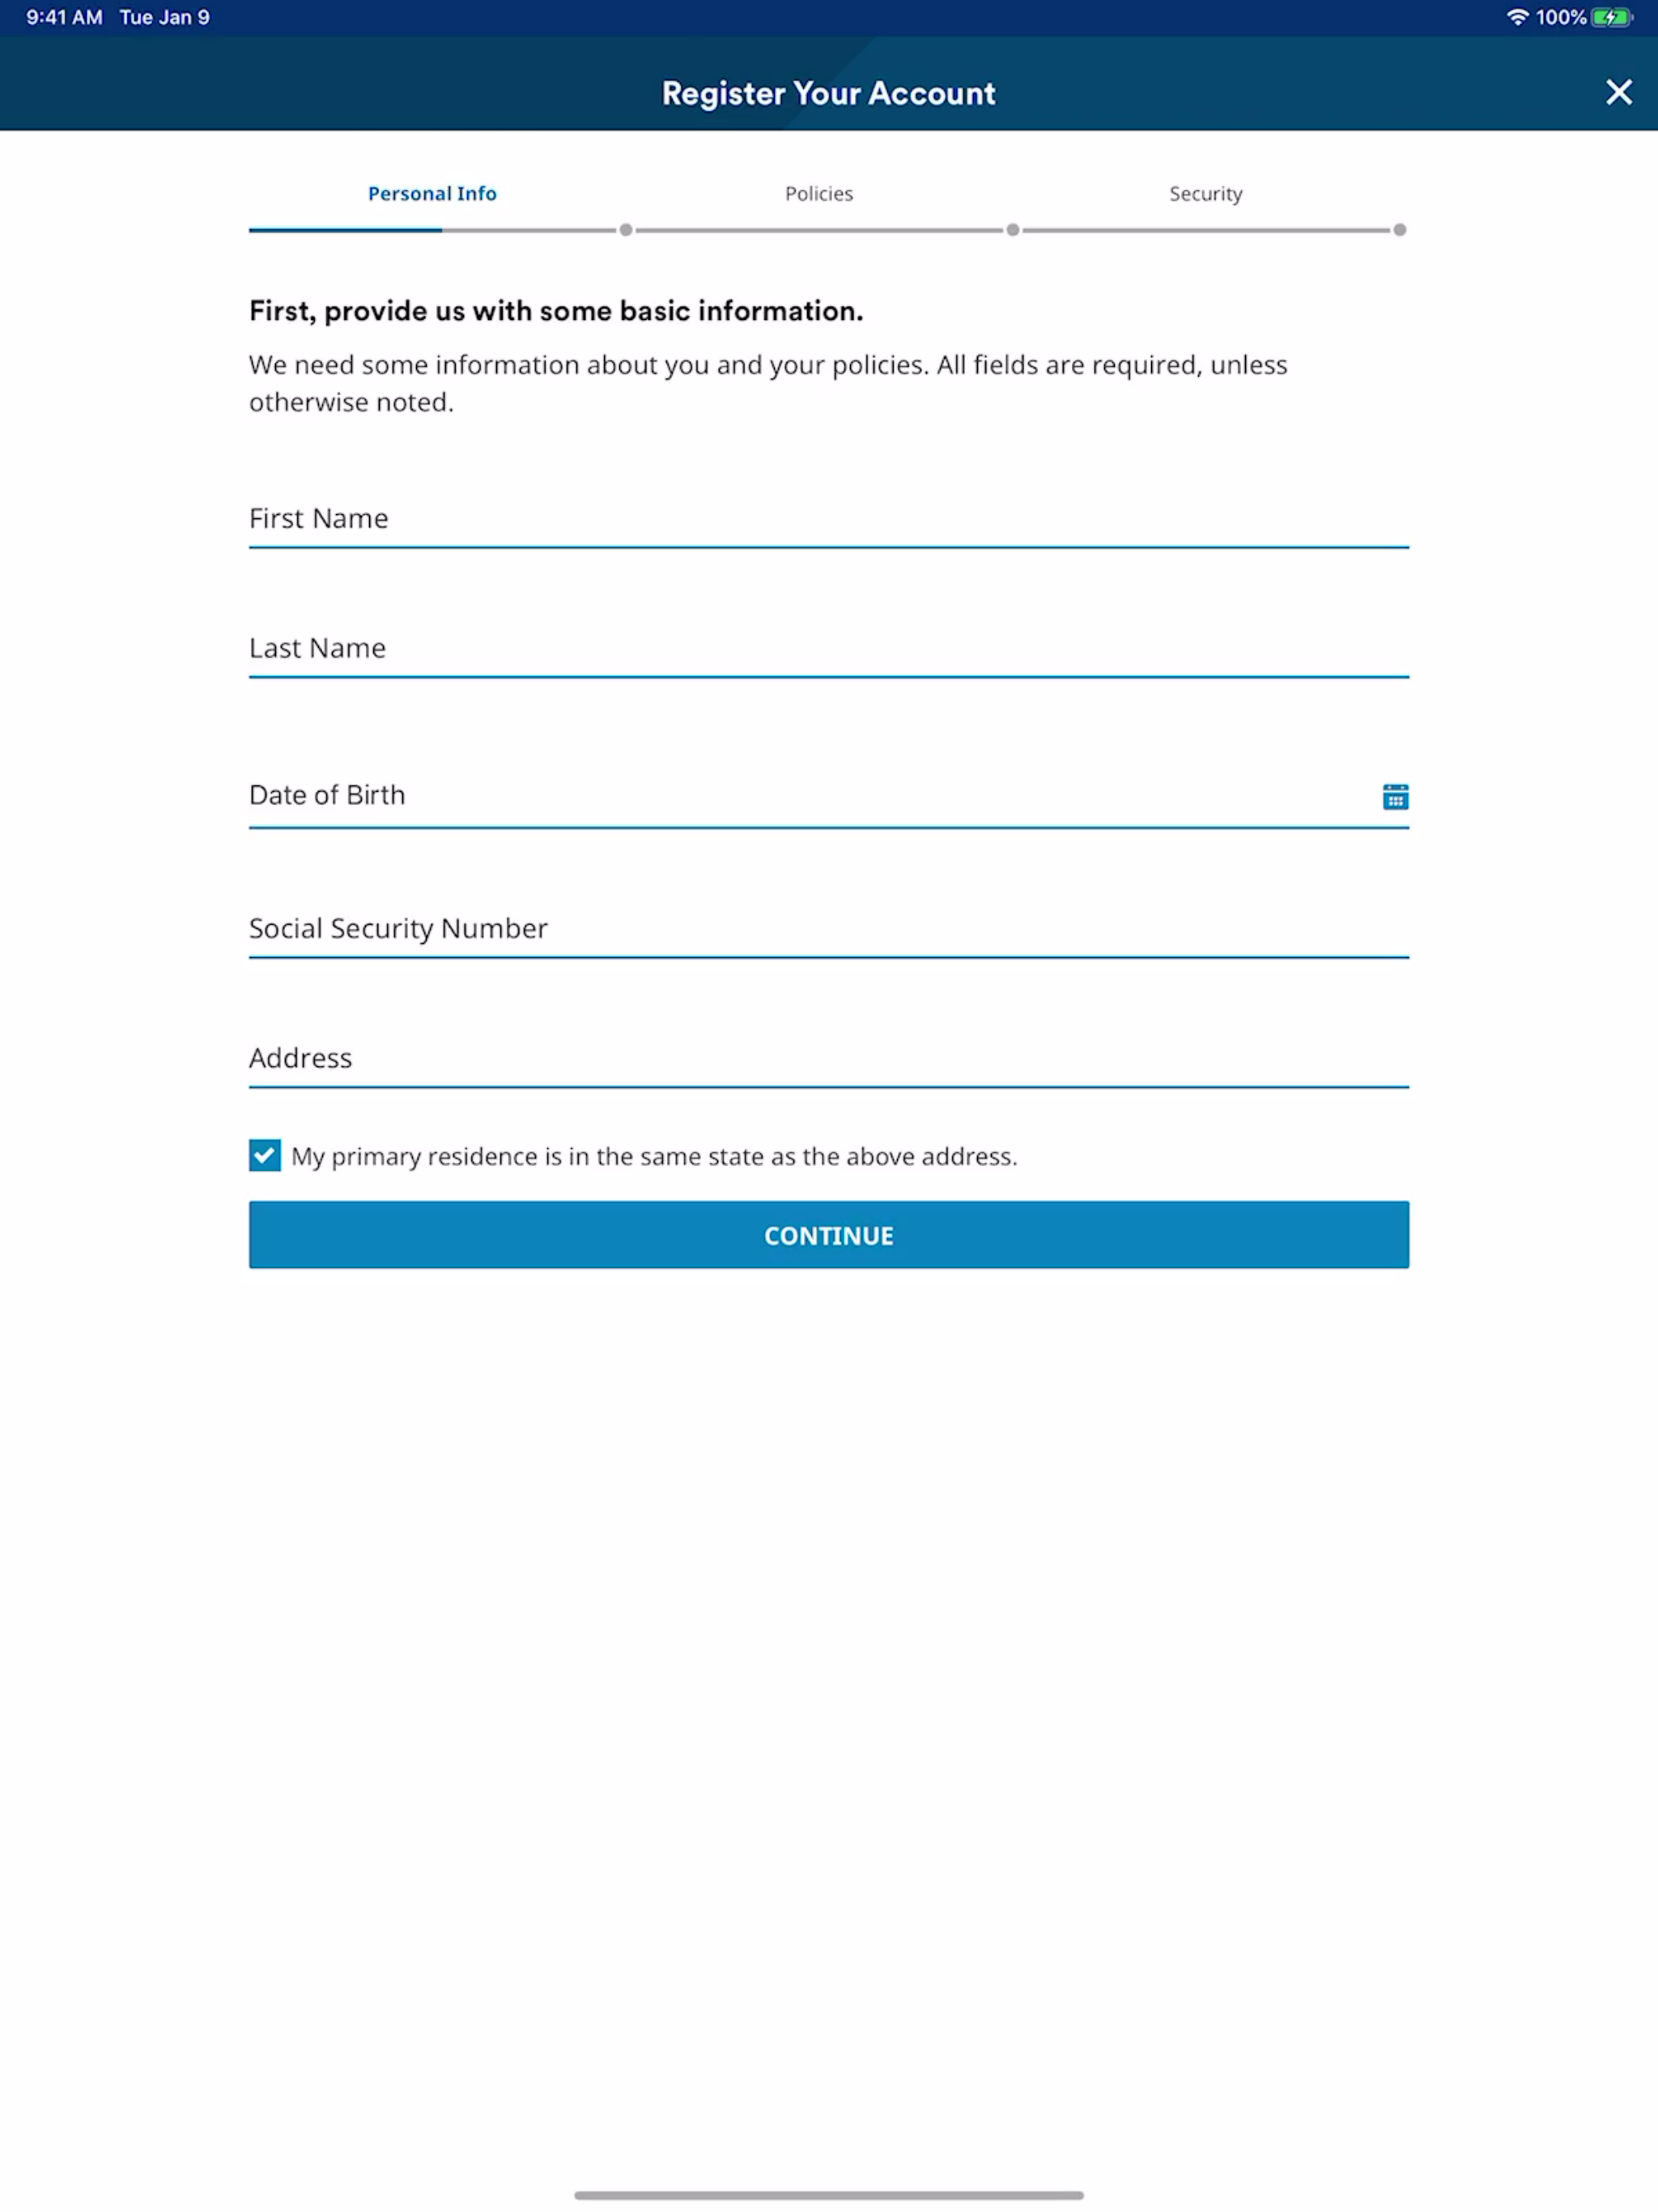 9:41 AM Tue Jan 9 100%
Register Your Account
Personal Info Policies Security
First, provide us with some basic information.
We need some information about you and your policies. All fields are required, unless
otherwise noted.
First Name
Last Name
Date of Birth
Social Security Number
Address
My primary residence is in the same state as the above address.
CONTINUE